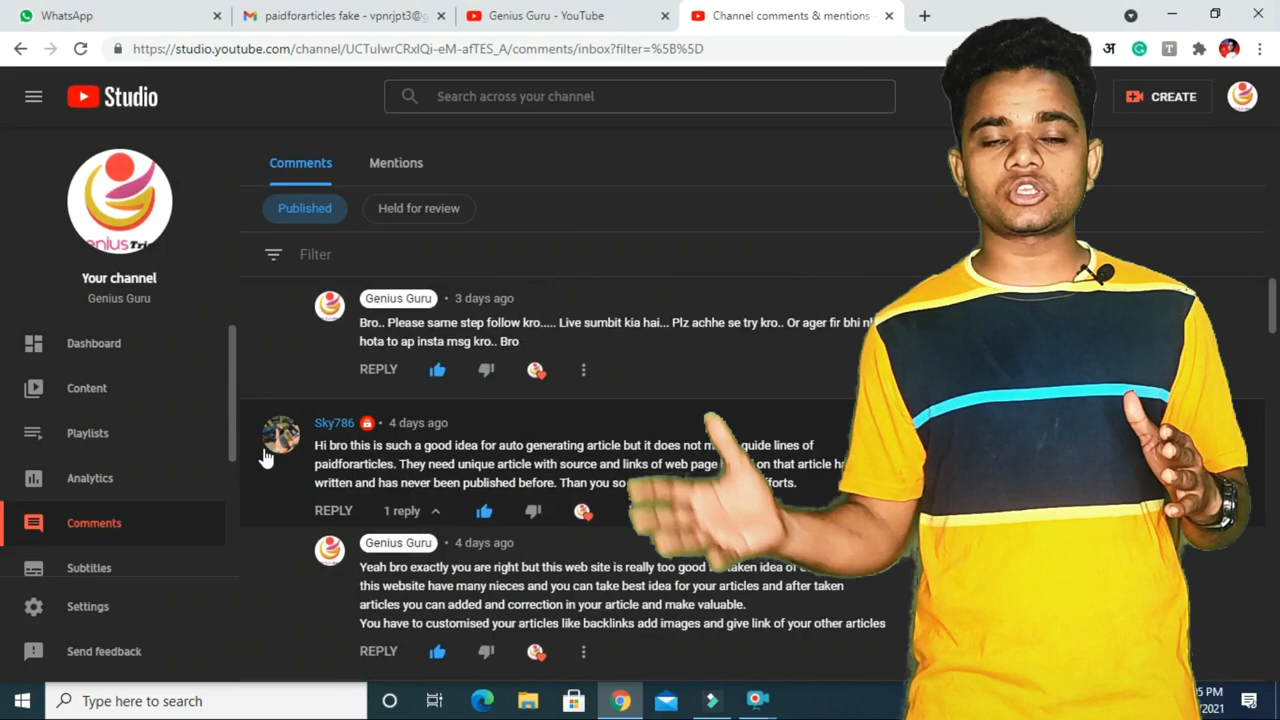 WhatsApp
paidforarticles fake - vpnrjpt3@g
Genius Guru - YouTube
Channel comments & mentions -
https://studio.youtube.com/channel/UCTulwrCRxlQi-eM-afTES_A/comments/inbox?filter=%5B%5D
अ
G
T
Studio
Search across your channel
CREATE
enius Tri
Your channel
Genius Guru
Dashboard
Content
Playlists
Analytics
Comments
Subtitles
Settings
Send feedback
Comments Mentions
Published Held for review
Filter
Genius Guru • 3 days ago
Bro.. Please same step follow kro..... Live sumbit kia hai... Plz achhe se try kro.. Or ager fir bhi
hota to ap insta msg kro.. Bro
REPLY
Sky786 • 4 days ago
Hi bro this is such a good idea for auto generating article but it does not guide lines of
paidforarticles. They need unique article with source and links of web page on that article
written and has never been published before. Than you so
REPLY 1 reply
Genius Guru • 4 days ago
Yeah bro exactly you are right but this web site is really too good taken idea of
this website have many nieces and you can take best idea for your articles and after taken
articles you can added and correction in your article and make valuable.
You have to customised your articles like backlinks add images and give link of your other articles
REPLY
Type here to search